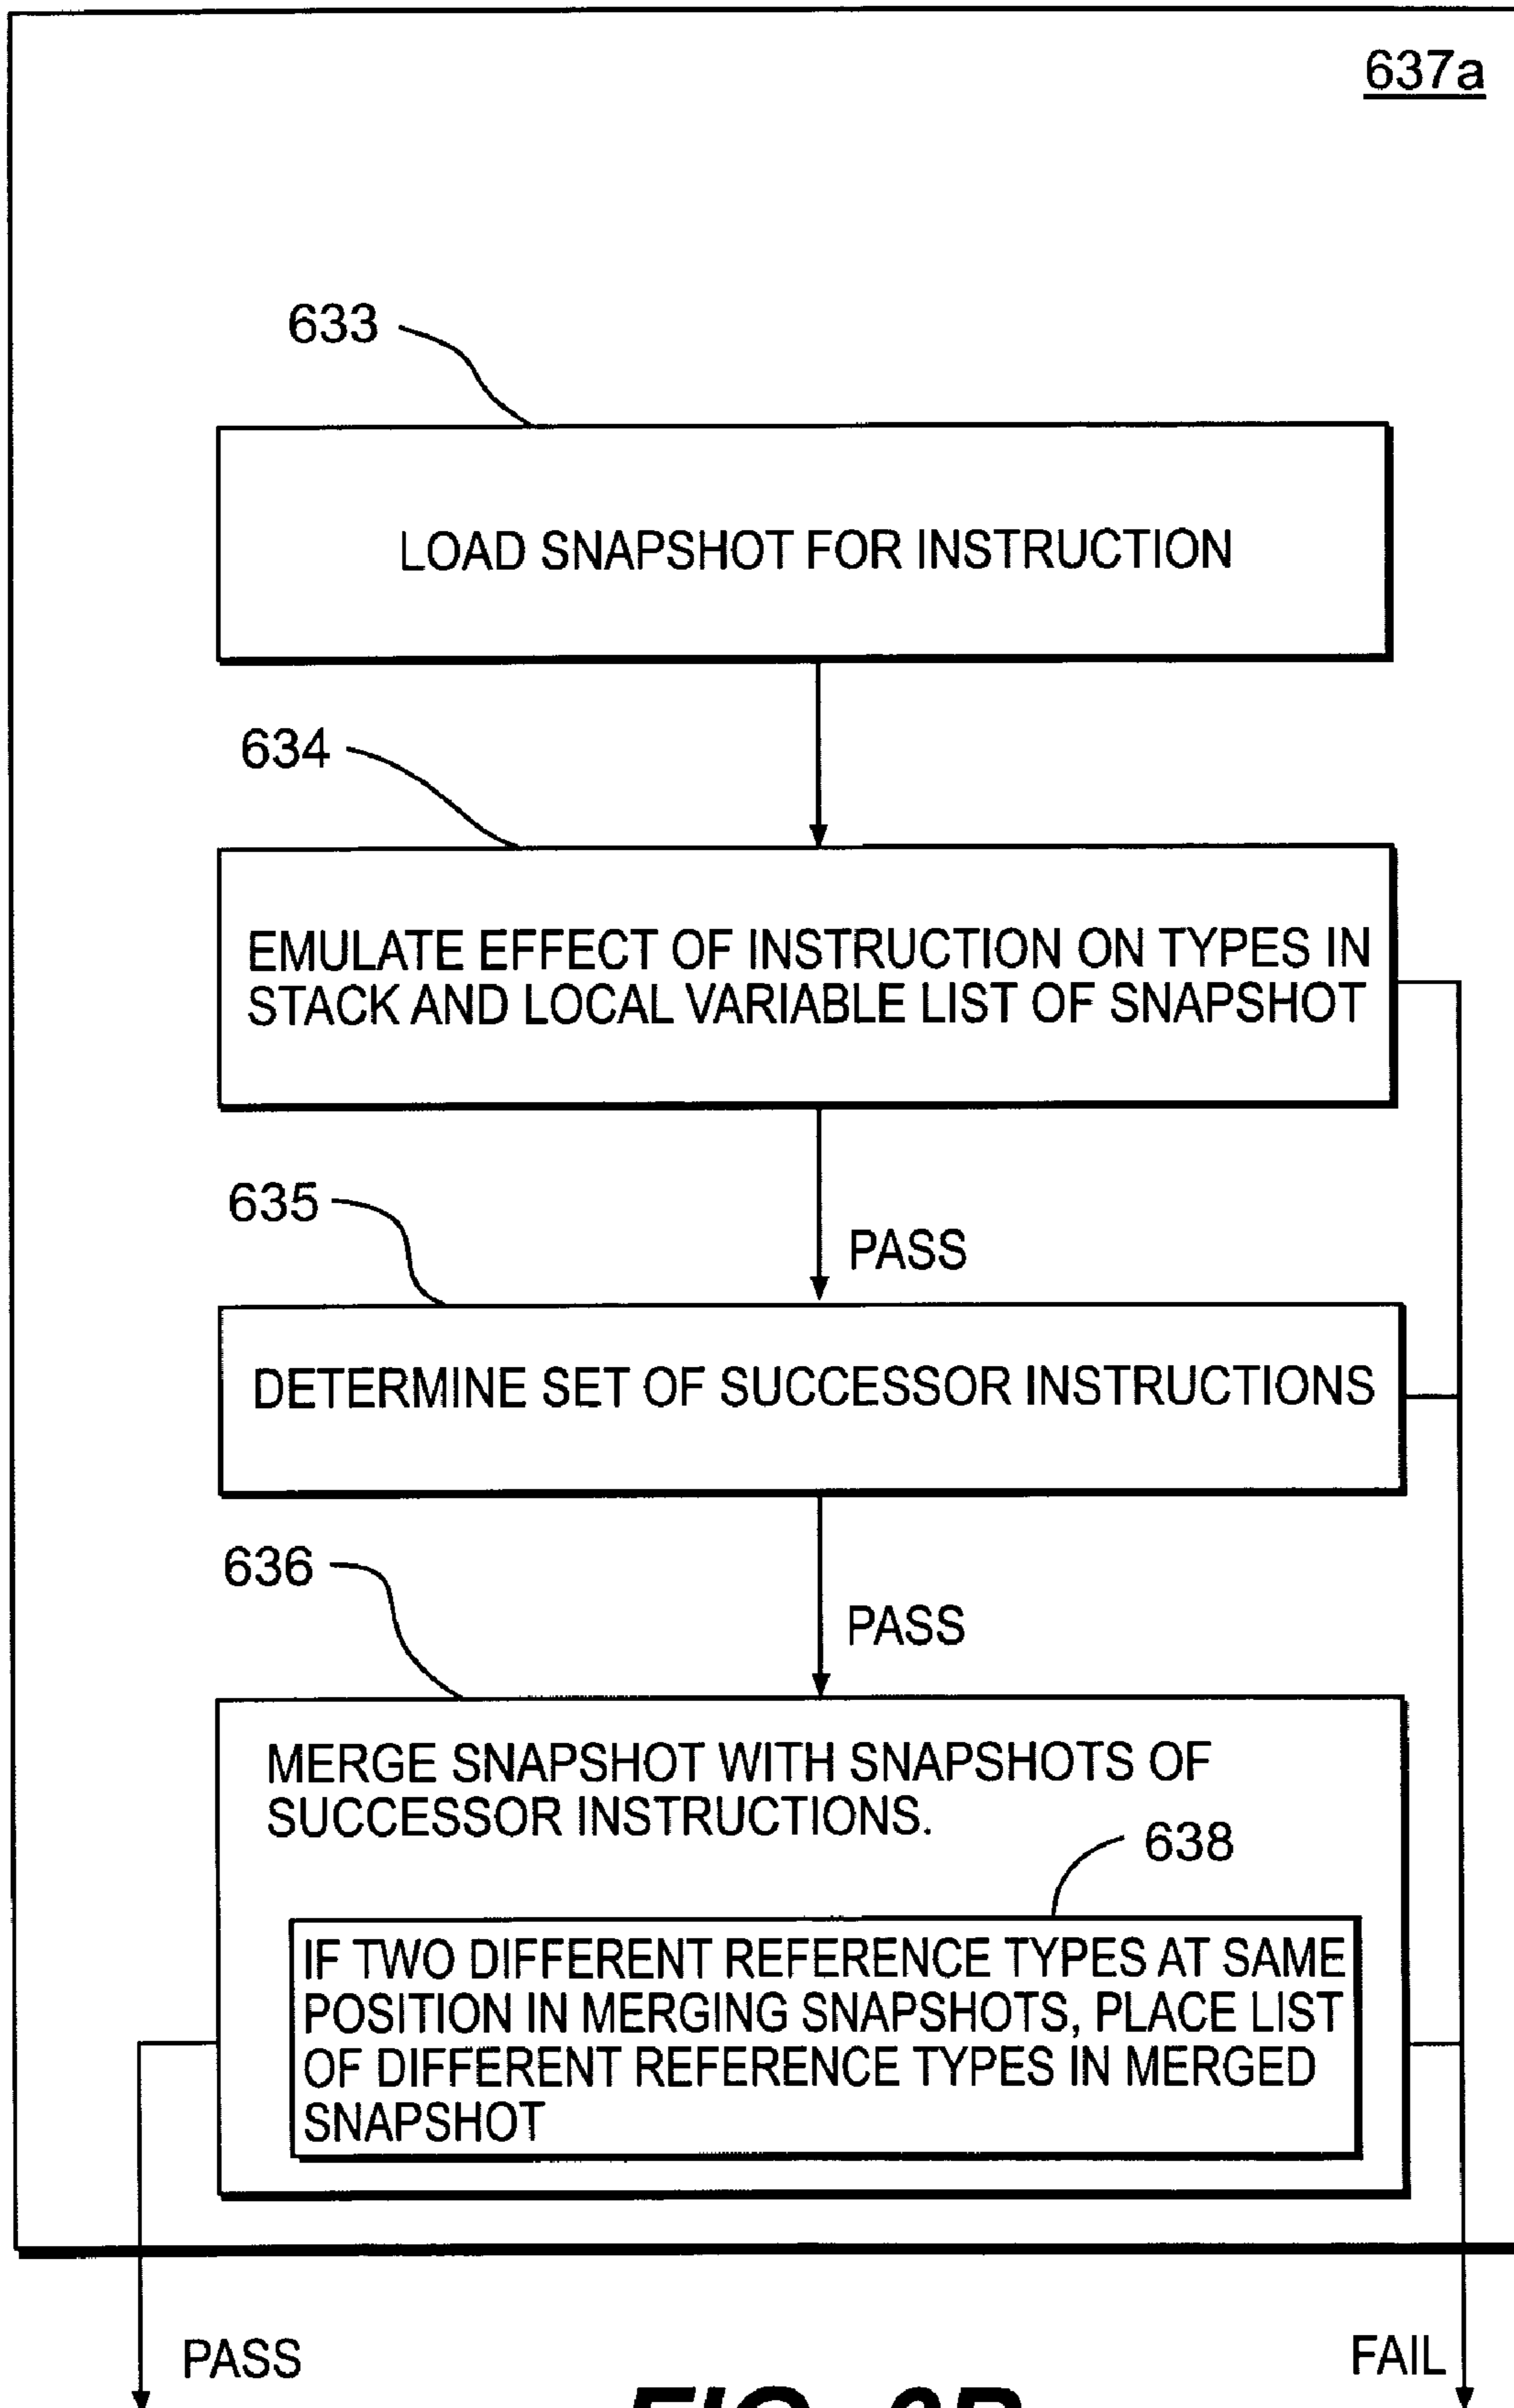 637a
633
LOAD SNAPSHOT FOR INSTRUCTION
634
EMULATE EFFECT OF INSTRUCTION ON TYPES IN
STACK AND LOCAL VARIABLE LIST OF SNAPSHOT
635
PASS
DETERMINE SET OF SUCCESSOR INSTRUCTIONS
636
PASS
MERGE SNAPSHOT WITH SNAPSHOTS OF
SUCCESSOR INSTRUCTIONS.
638
IF TWO DIFFERENT REFERENCE TYPES AT SAME
POSITION IN MERGING SNAPSHOTS, PLACE LIST
OF DIFFERENT REFERENCE TYPES IN MERGED
SNAPSHOT
PASS
FAIL